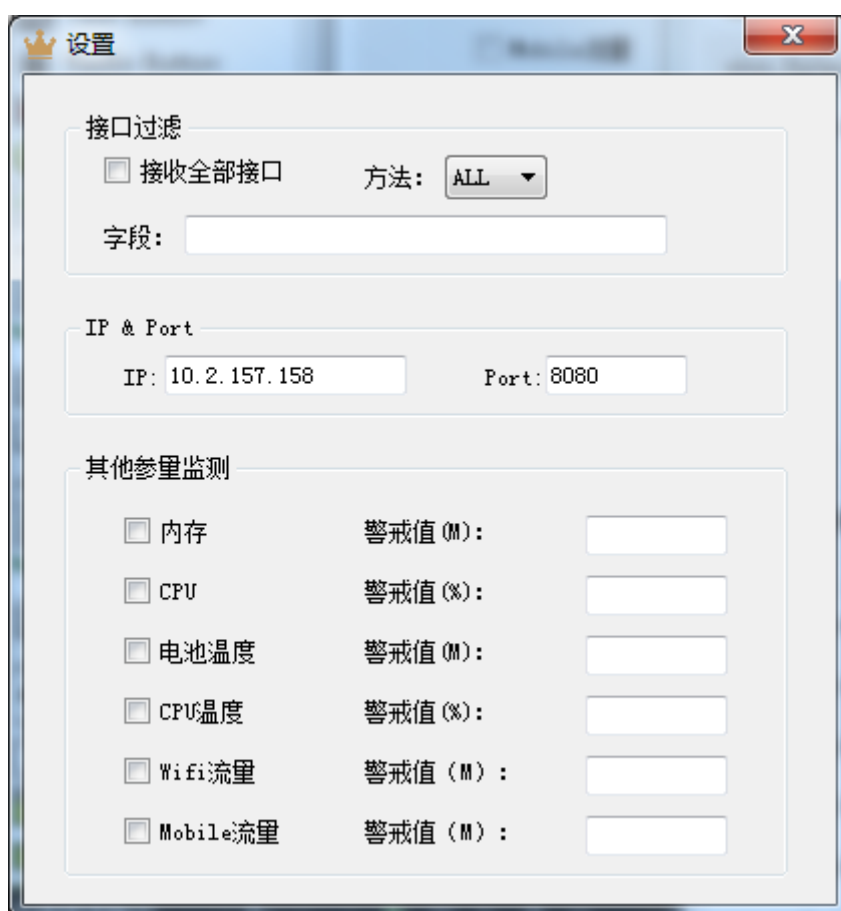 设置
接口过滤
接收全部接口 方法: ALL
字段:
IP & Port
IP: 10.2.157.158 Port: 8080
其他参量监测
内存 警戒值(M):
CPU 警戒值(%):
电池温度 警戒值(M):
CPU温度 警戒值(%):
Wifi流量 警戒值（M）:
Mobile流量 警戒值（M）: